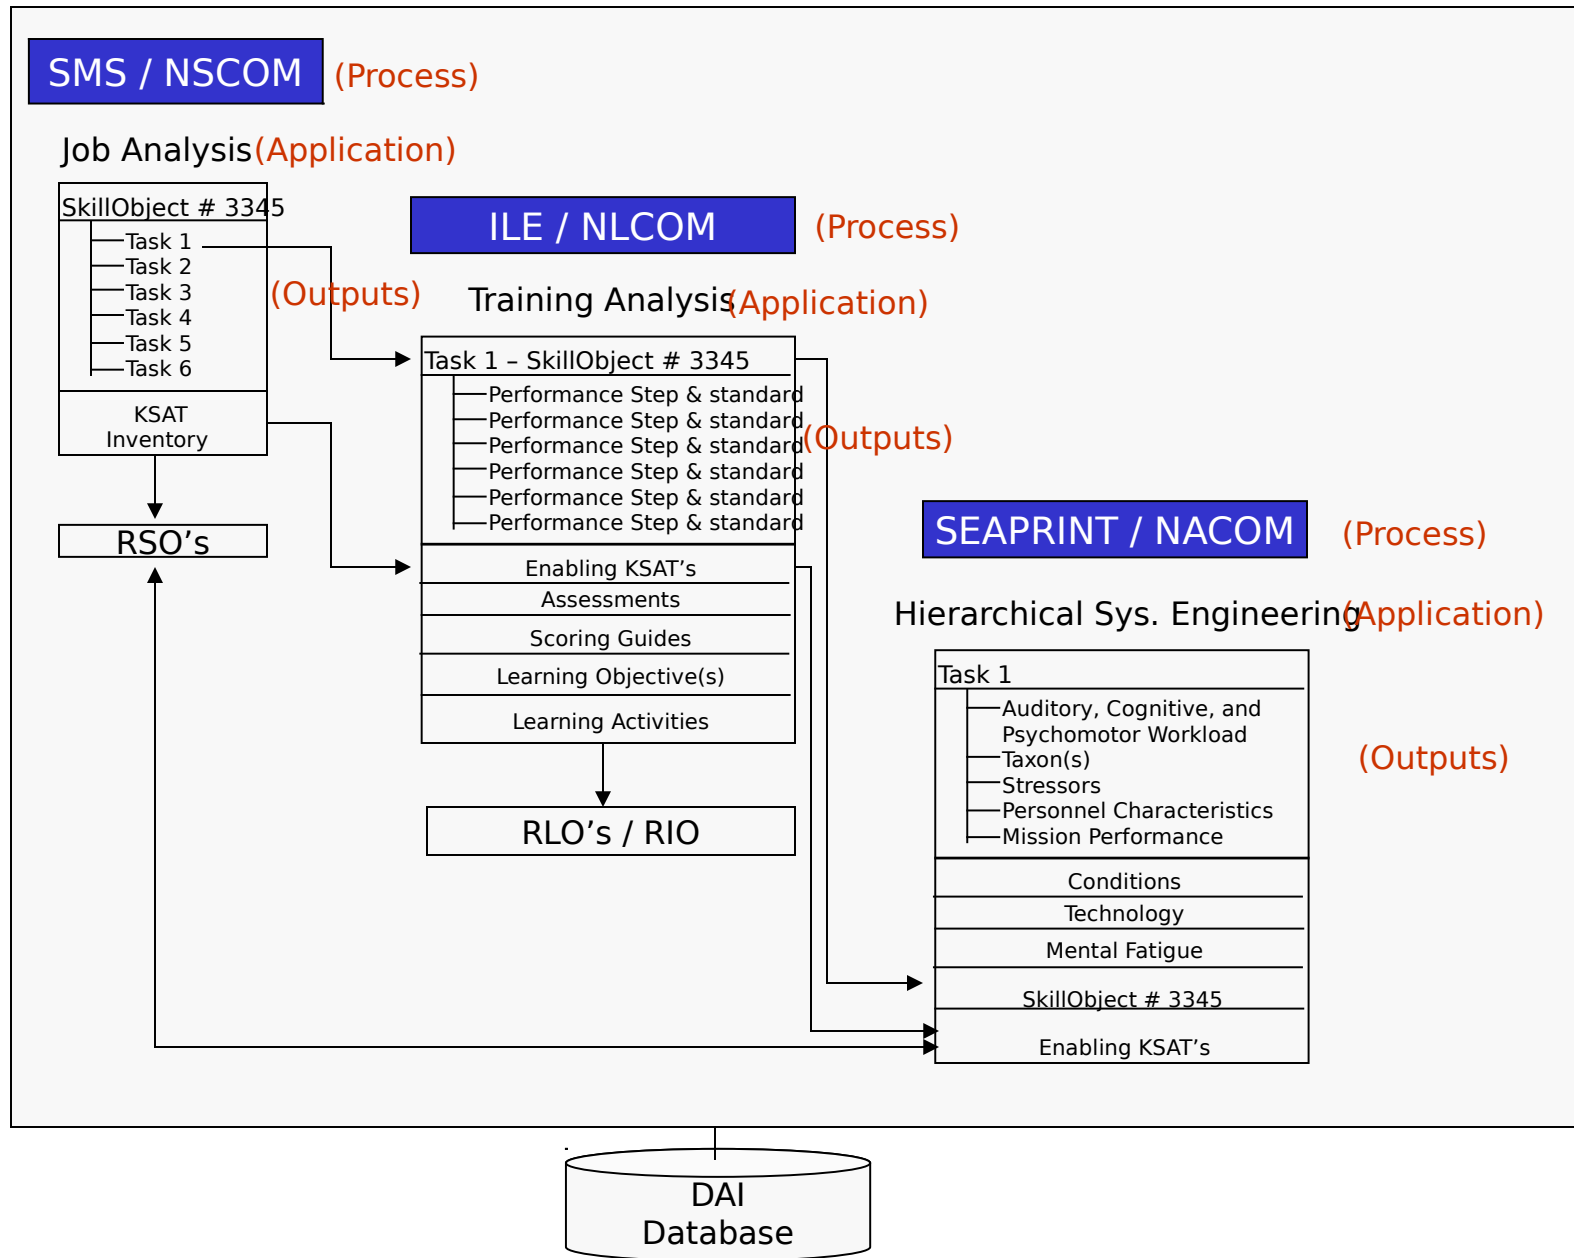 SMS / NSCOM (Process)
Job Analysis (Application)
SkillObject # 3345
Task 1
Task 2
Task 3
Task 4
Task 5
Task 6
(Outputs)
KSAT
Inventory
RSO’s
ILE / NLCOM (Process)
Training Analysis (Application)
Task 1 – SkillObject # 3345
Performance Step & standard
Performance Step & standard
Performance Step & standard
Performance Step & standard
Performance Step & standard
Performance Step & standard
(Outputs)
Enabling KSAT’s
Assessments
Scoring Guides
Learning Objective(s)
Learning Activities
RLO’s / RIO
SEAPRINT / NACOM (Process)
Hierarchical Sys. Engineering (Application)
Task 1
Auditory, Cognitive, and
Psychomotor Workload
Taxon(s)
Stressors
Personnel Characteristics
Mission Performance
(Outputs)
Conditions
Technology
Mental Fatigue
SkillObject # 3345
Enabling KSAT’s
DAI
Database